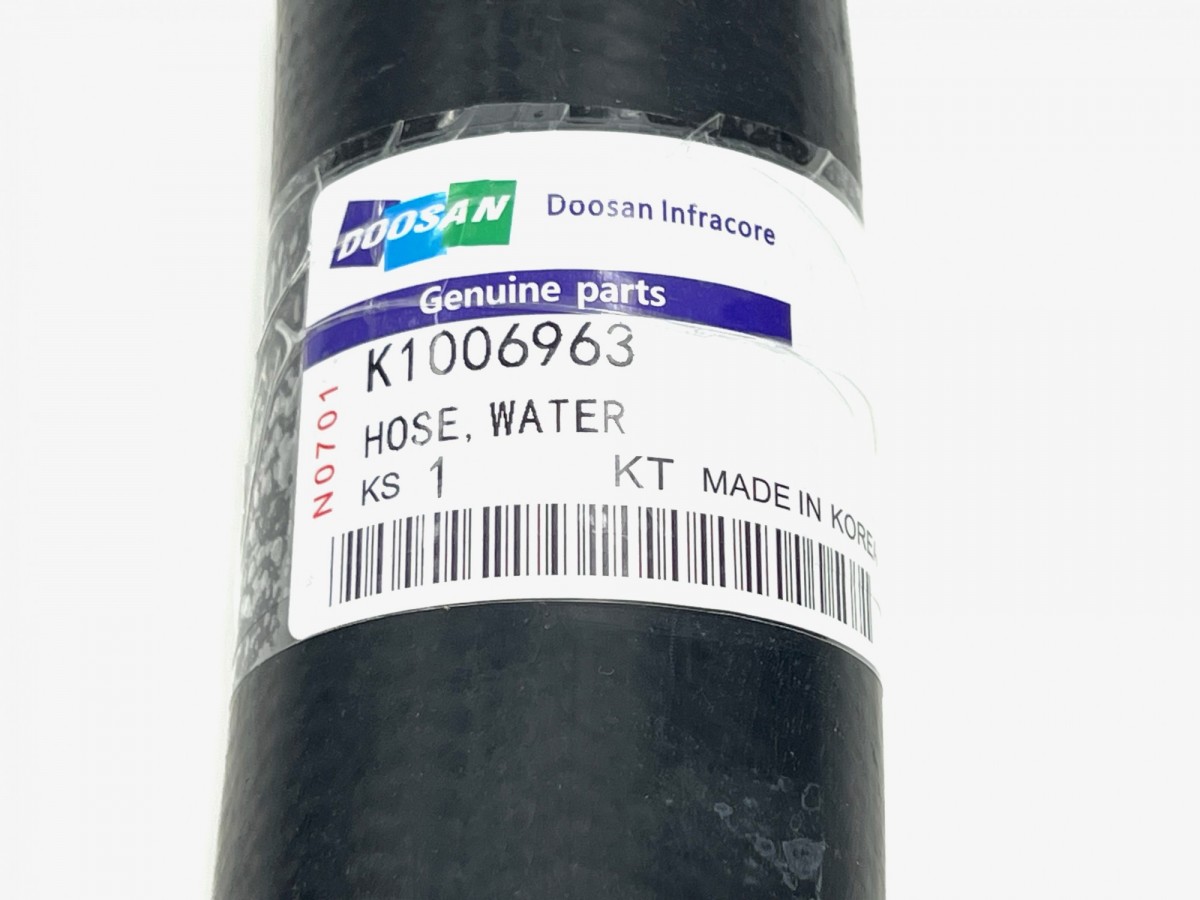 DOOSAN
Doosan Infracore
Genuine parts
K1006963
HOSE, WATER
KS 1 KT MADE IN KOREA
N0701